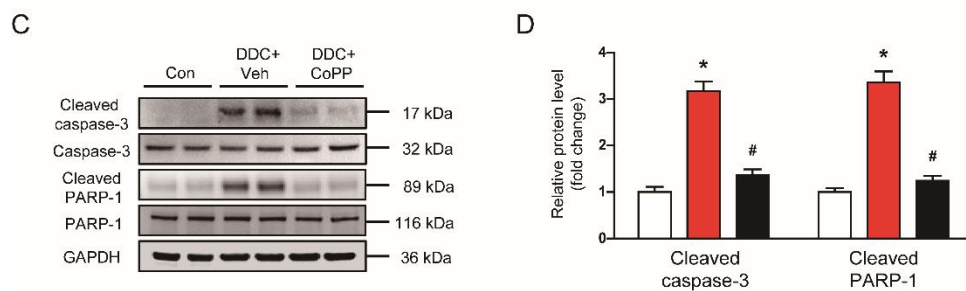 C
Con
DDC+
Veh
DDC+
CoPP
Cleaved
caspase-3
17 kDa
Caspase-3
32 kDa
Cleaved
PARP-1
89 kDa
PARP-1
116 kDa
GAPDH
36 kDa
D
Relative protein level
(fold change)
4
3
2
1
0
*
#
*
#
Cleaved
caspase-3
Cleaved
PARP-1